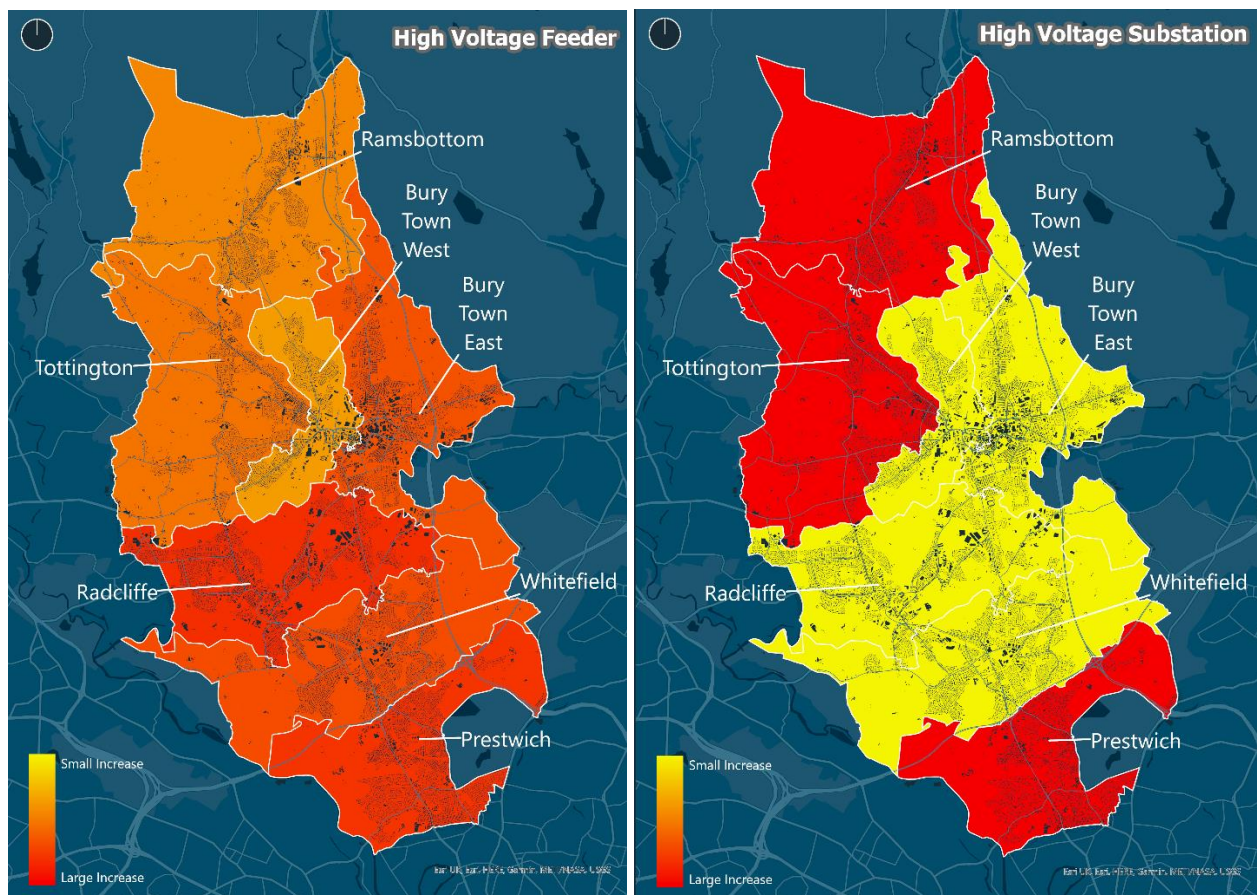 High Voltage Feeder
Ramsbottom
Bury
Town
West
Bury
Town
East
Tottington
Radcliffe
Whitefield
Prestwich
Small Increase
Large Increase
High Voltage Substation
Ramsbottom
Bury
Town
West
Bury
Town
East
Tottington
Radcliffe
Whitefield
Prestwich
Small Increase
Large Increase